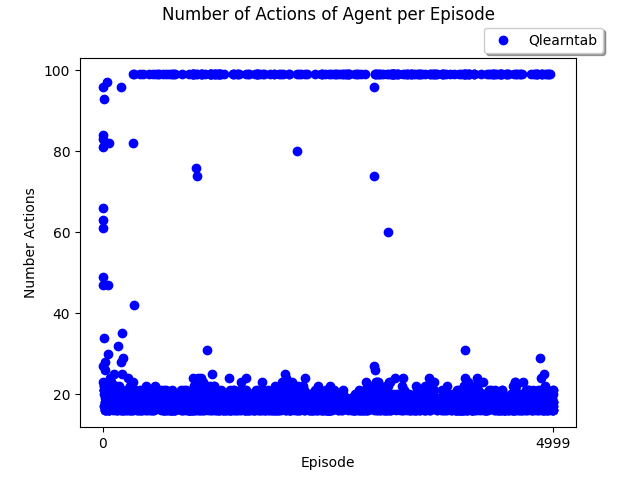 Number of Actions of Agent per Episode
Qlearntab
100
80
60
40
20
Number Actions
0
4999
Episode